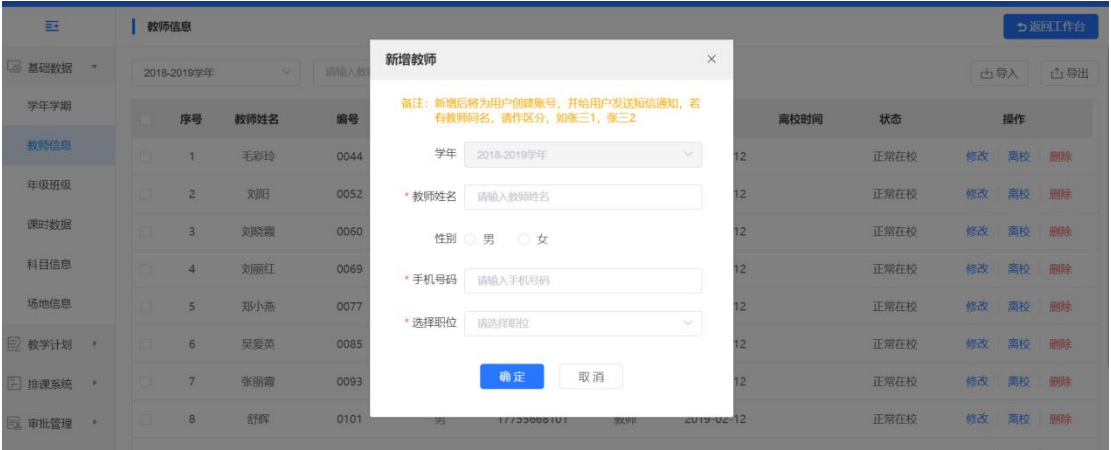 教师信息
返回工作台
基础数据
学年学期
教师信息
年级班级
课时数据
科目信息
场地信息
教学计划
排课系统
审批管理
2018-2019学年
请输入教
导入
导出
序号 教师姓名 编号 离校时间 状态 操作
1 毛彩玲 0044 12 正常在校 修改 离校 删除
2 刘阳 0052 12 正常在校 修改 离校 删除
3 刘晓霞 0060 12 正常在校 修改 离校 删除
4 刘丽红 0069 12 正常在校 修改 离校 删除
5 郑小燕 0077 12 正常在校 修改 离校 删除
6 吴爱英 0085 12 正常在校 修改 离校 删除
7 张丽霞 0093 12 正常在校 修改 离校 删除
8 舒辉 0101 男 17755668101 教师 2019-02-12 正常在校 修改 离校 删除
新增教师
备注：新增后将为用户创建账号，并给用户发送短信通知，若
有教师同名，请作区分，如张三1，张三2
学年 2018-2019学年
* 教师姓名 请输入教师姓名
性别 男 女
* 手机号码 请输入手机号码
* 选择职位 请选择职位
确定 取消